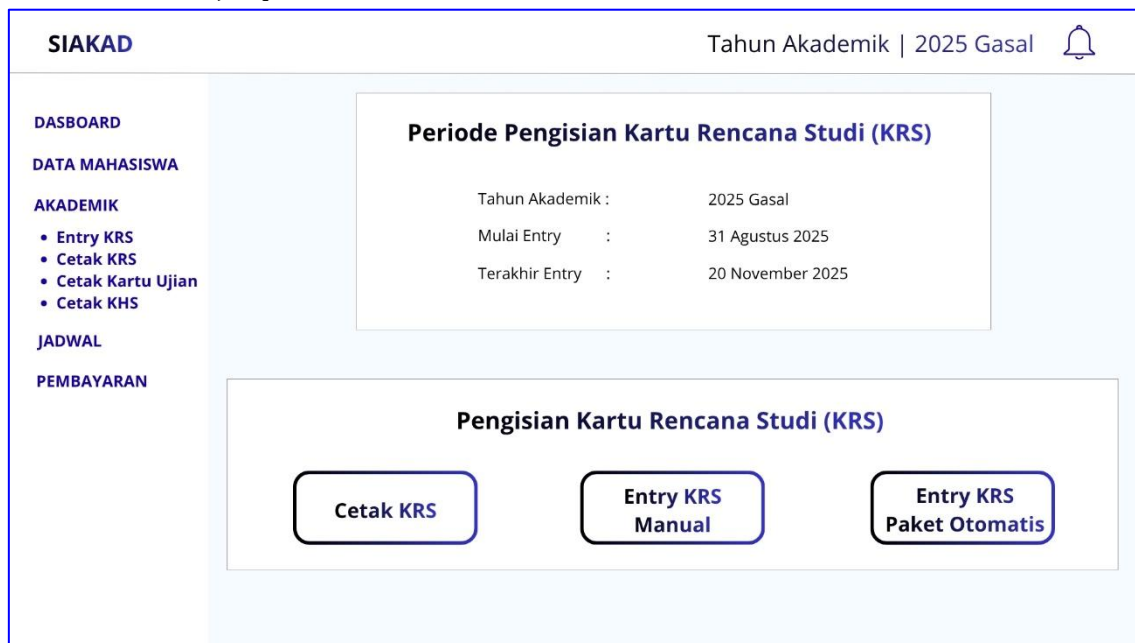 SIAKAD
Tahun Akademik | 2025 Gasal
DASBOARD
DATA MAHASISWA
AKADEMIK
• Entry KRS
• Cetak KRS
• Cetak Kartu Ujian
• Cetak KHS
JADWAL
PEMBAYARAN
Periode Pengisian Kartu Rencana Studi (KRS)
Tahun Akademik : 2025 Gasal
Mulai Entry : 31 Agustus 2025
Terakhir Entry : 20 November 2025
Pengisian Kartu Rencana Studi (KRS)
Cetak KRS
Entry KRS
Manual
Entry KRS
Paket Otomatis